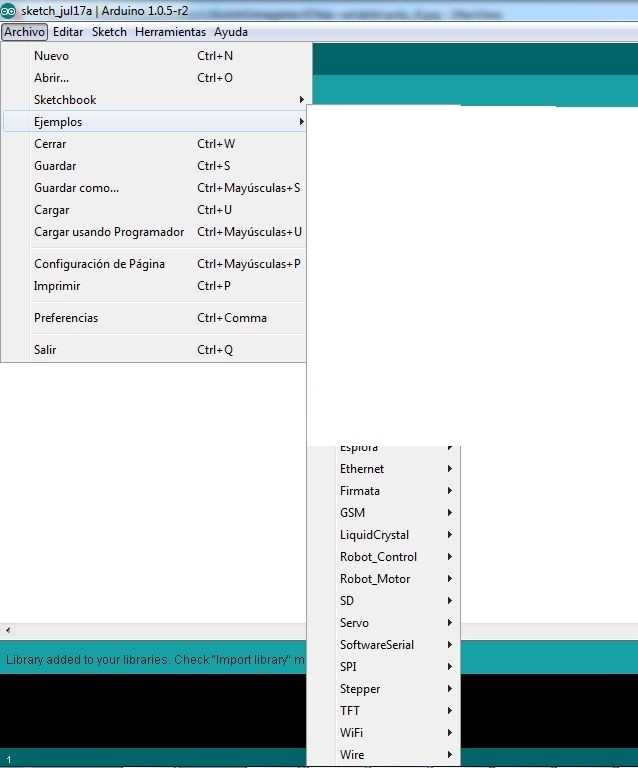 sketch_jul17a | Arduino 1.0.5-r2
Archivo Editar Sketch Herramientas Ayuda
Nuevo Ctrl+N
Abrir... Ctrl+O
Sketchbook
Ejemplos
Cerrar Ctrl+W
Guardar Ctrl+S
Guardar como... Ctrl+Mayúsculas+S
Cargar Ctrl+U
Cargar usando Programador Ctrl+Mayúsculas+U
Configuración de Página Ctrl+Mayúsculas+P
Imprimir Ctrl+P
Preferencias Ctrl+Comma
Salir Ctrl+Q
Esplora
Ethernet
Firmata
GSM
LiquidCrystal
Robot_Control
Robot_Motor
SD
Servo
SoftwareSerial
SPI
Stepper
TFT
WiFi
Wire
Library added to your libraries. Check "Import library" m
1